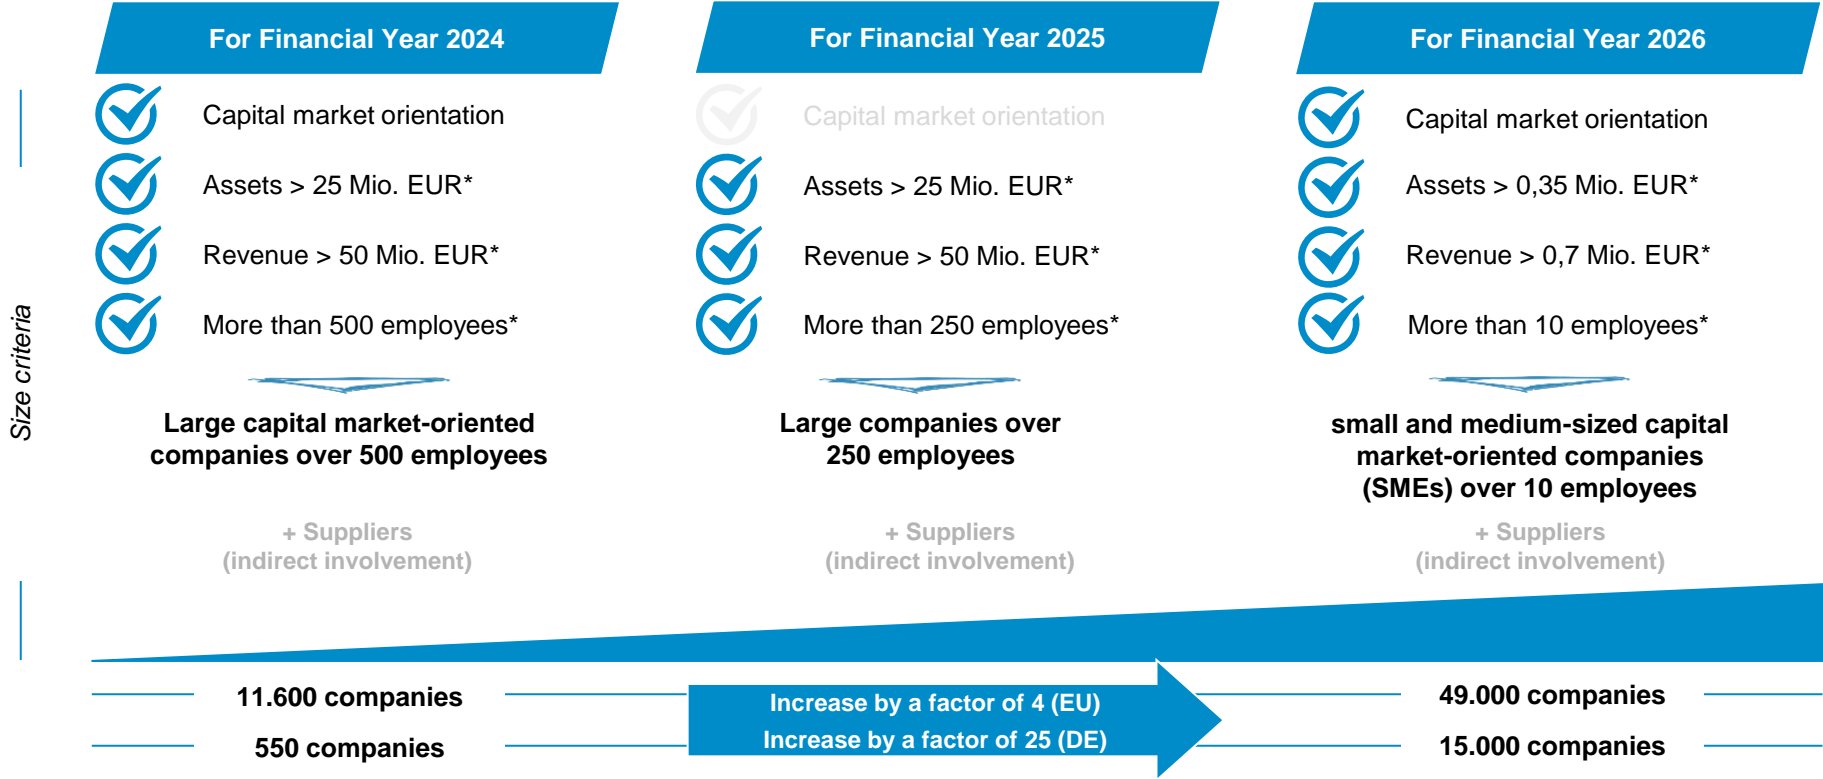 Size criteria
For Financial Year 2024
Capital market orientation
Assets > 25 Mio. EUR*
Revenue > 50 Mio. EUR*
More than 500 employees*
Large capital market-oriented
companies over 500 employees
+ Suppliers
(indirect involvement)
For Financial Year 2025
Capital market orientation
Assets > 25 Mio. EUR*
Revenue > 50 Mio. EUR*
More than 250 employees*
Large companies over
250 employees
+ Suppliers
(indirect involvement)
For Financial Year 2026
Capital market orientation
Assets > 0,35 Mio. EUR*
Revenue > 0,7 Mio. EUR*
More than 10 employees*
small and medium-sized capital
market-oriented companies
(SMEs) over 10 employees
+ Suppliers
(indirect involvement)
11.600 companies
550 companies
Increase by a factor of 4 (EU)
Increase by a factor of 25 (DE)
49.000 companies
15.000 companies